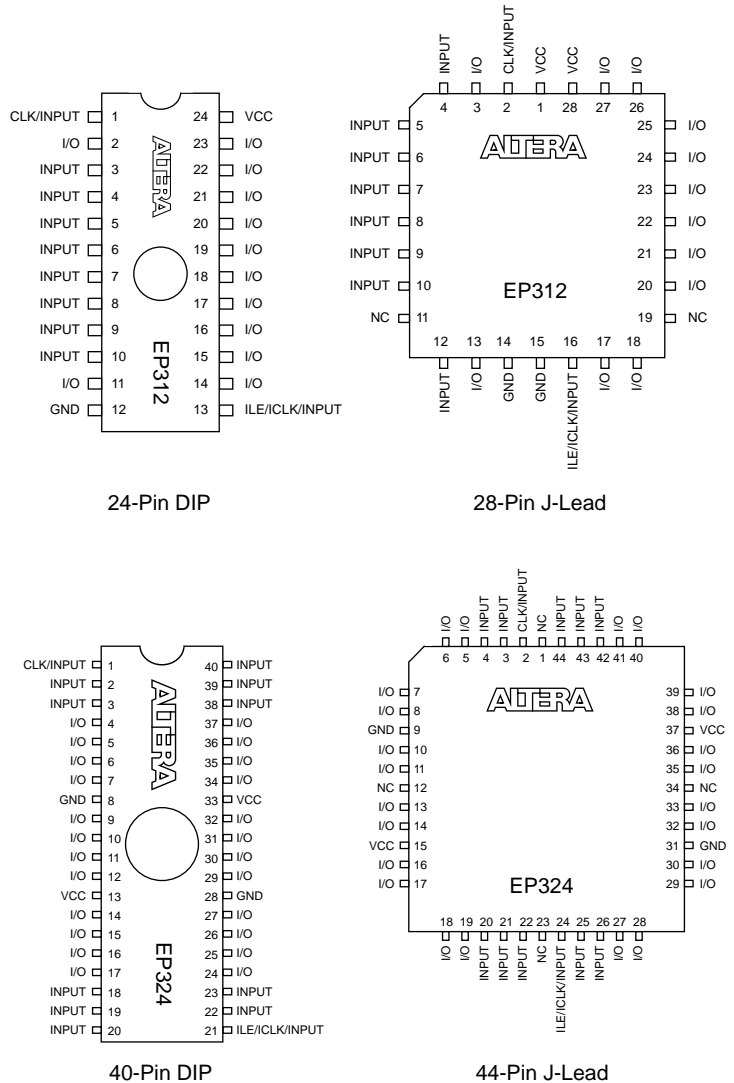 CLK/INPUT 1 24 VCC
I/O 2 23 I/O
INPUT 3 22 I/O
INPUT 4 21 I/O
INPUT 5 20 I/O
INPUT 6 19 I/O
INPUT 7 18 I/O
INPUT 8 17 I/O
INPUT 9 16 I/O
INPUT 10 15 I/O
I/O 11 14 I/O
GND 12 13 ILE/ICLK/INPUT
ALTERA
EP312
24-Pin DIP
INPUT I/O CLK/INPUT VCC VCC I/O I/O
4 3 2 1 28 27 26
INPUT 5 25 I/O
ALTERA
INPUT 6 24 I/O
INPUT 7 23 I/O
INPUT 8 22 I/O
INPUT 9 21 I/O
INPUT 10 20 I/O
EP312
NC 11 19 NC
12 13 14 15 16 17 18
INPUT I/O GND GND ILE/ICLK/INPUT I/O I/O
28-Pin J-Lead
CLK/INPUT 1 40 INPUT
INPUT 2 39 INPUT
INPUT 3 38 INPUT
I/O 4 37 I/O
I/O 5 36 I/O
I/O 6 35 I/O
I/O 7 34 I/O
GND 8 33 VCC
I/O 9 32 I/O
I/O 10 31 I/O
I/O 11 30 I/O
I/O 12 29 I/O
VCC 13 28 GND
I/O 14 27 I/O
I/O 15 26 I/O
I/O 16 25 I/O
I/O 17 24 I/O
INPUT 18 23 INPUT
INPUT 19 22 INPUT
INPUT 20 21 ILE/ICLK/INPUT
ALTERA
EP324
40-Pin DIP
I/O I/O INPUT INPUT CLK/INPUT NC INPUT INPUT INPUT I/O I/O
6 5 4 3 2 1 44 43 42 41 40
I/O 7 39 I/O
ALTERA
I/O 8 38 I/O
GND 9 37 VCC
I/O 10 36 I/O
I/O 11 35 I/O
NC 12 34 NC
I/O 13 33 I/O
I/O 14 32 I/O
VCC 15 31 GND
I/O 16 30 I/O
I/O 17 29 I/O
EP324
18 19 20 21 22 23 24 25 26 27 28
I/O I/O INPUT INPUT INPUT NC ILE/ICLK/INPUT INPUT INPUT I/O I/O
44-Pin J-Lead